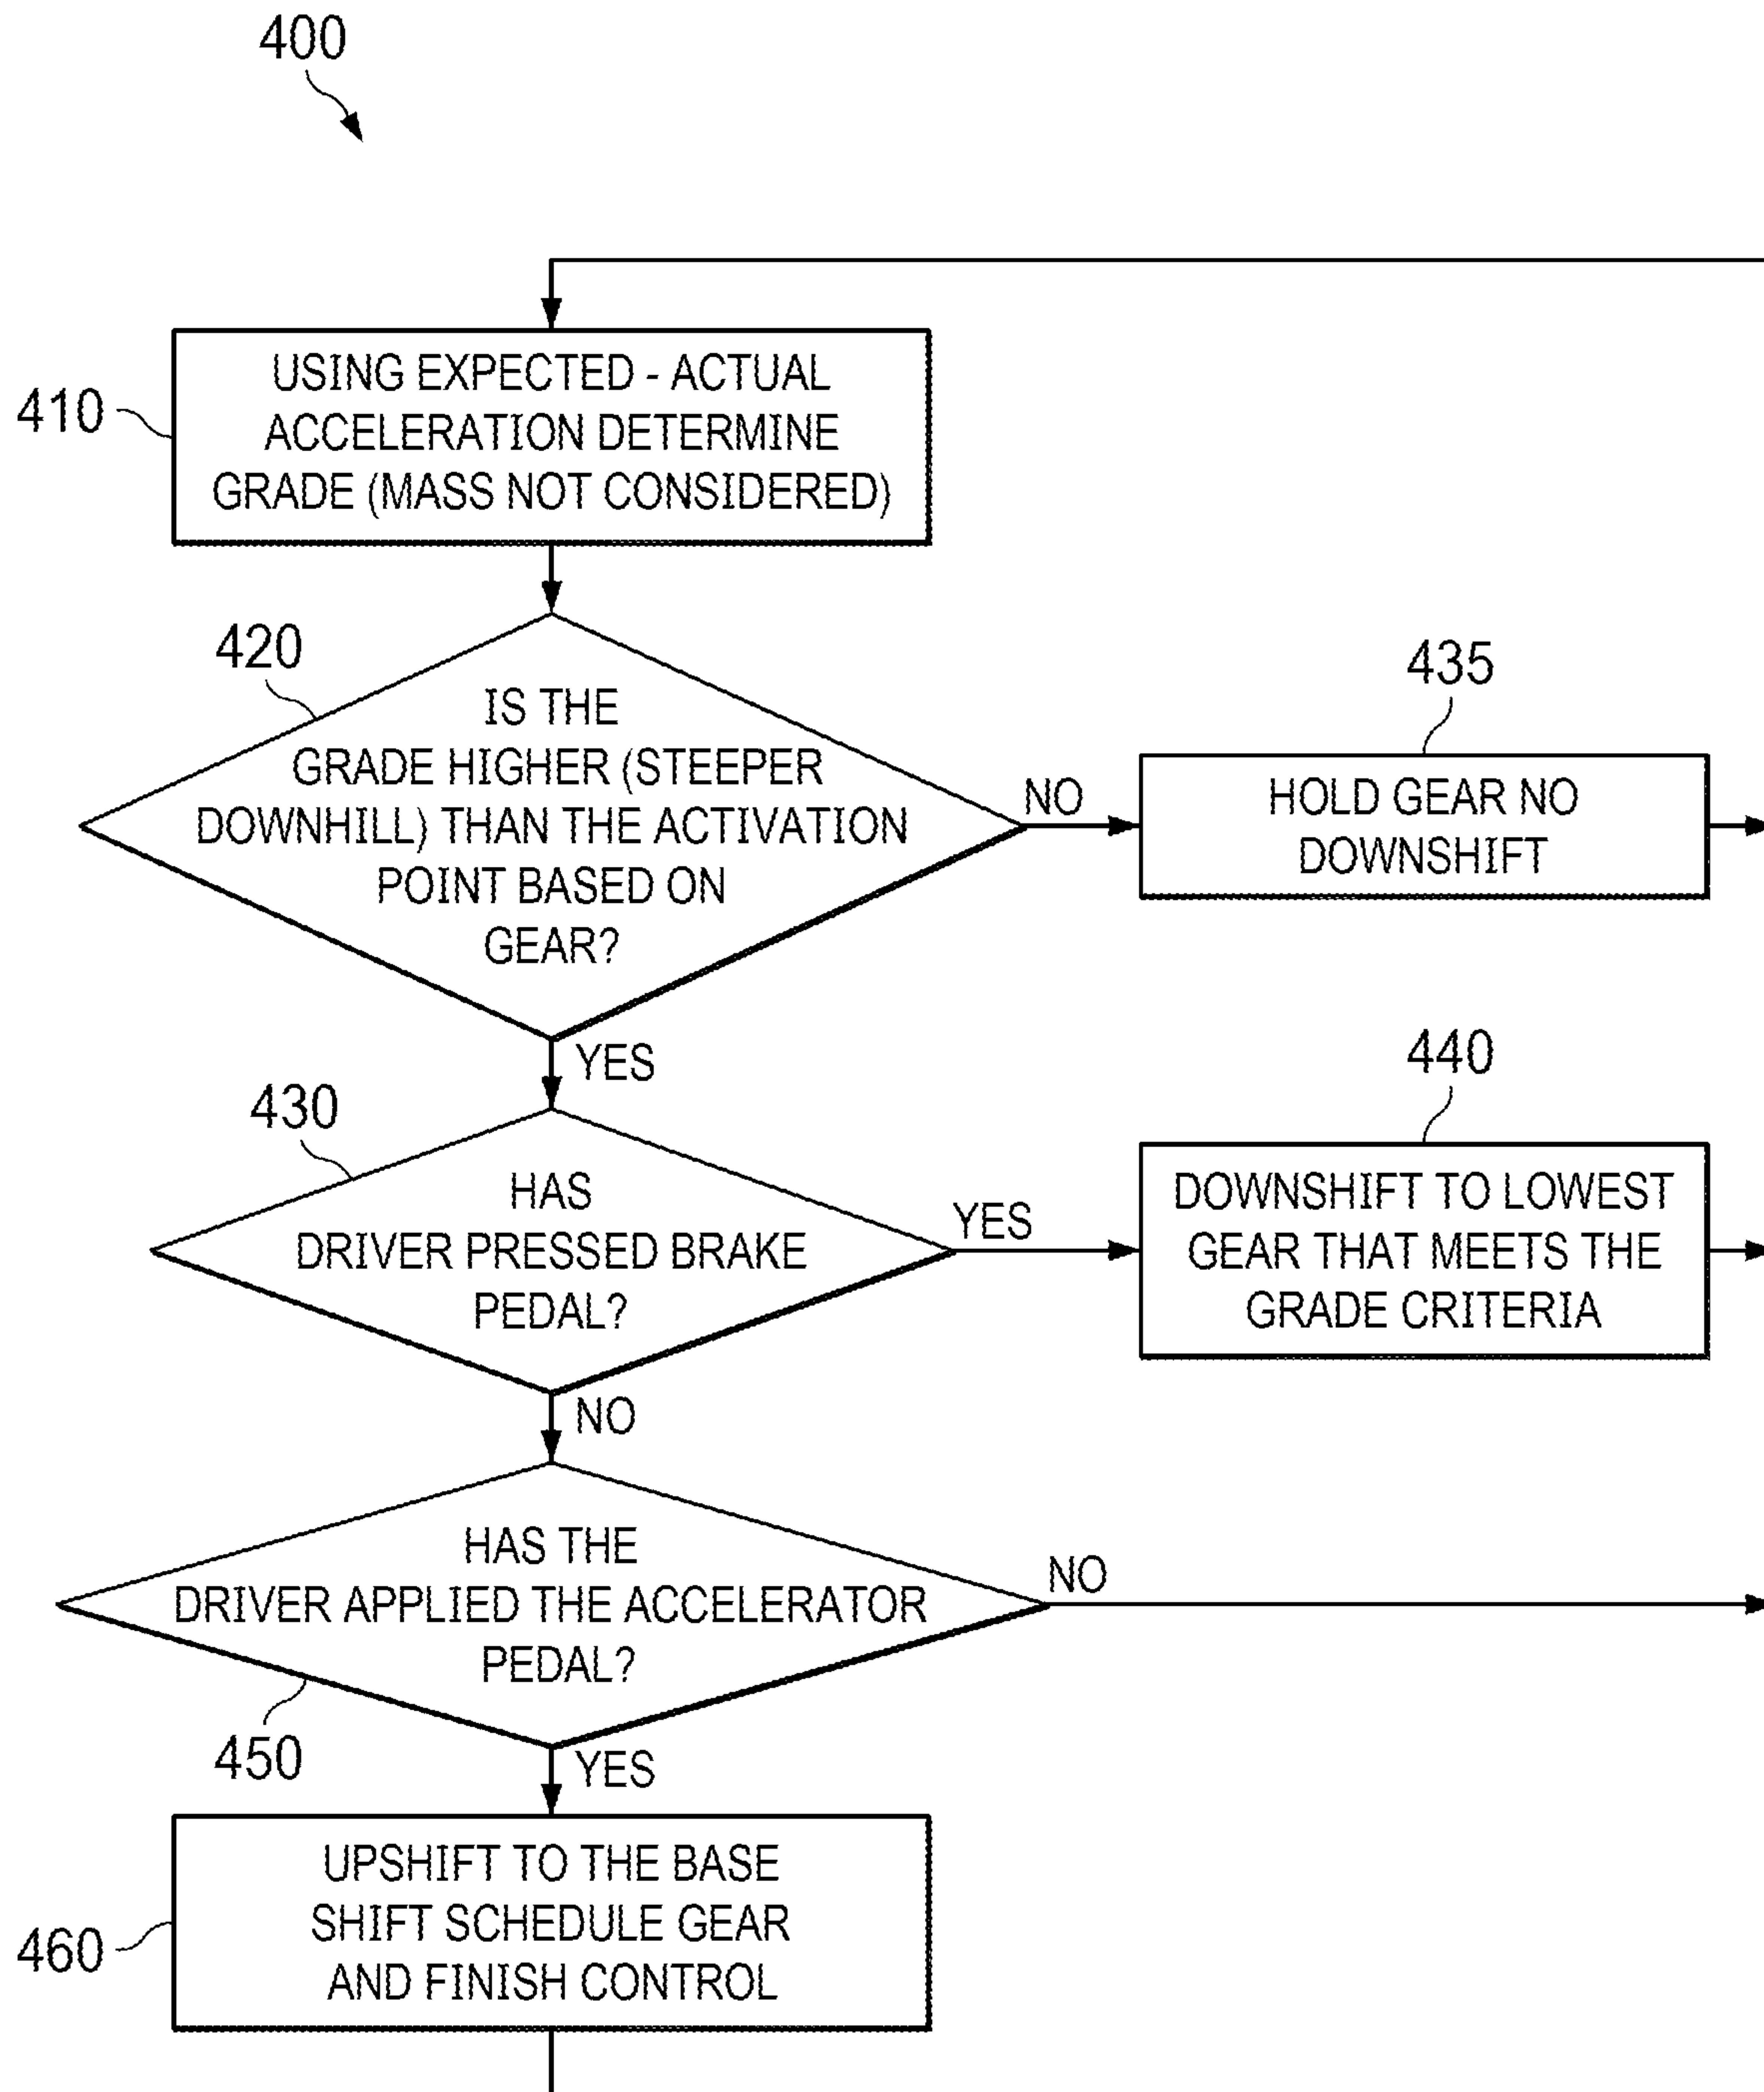 400
410
USING EXPECTED - ACTUAL
ACCELERATION DETERMINE
GRADE (MASS NOT CONSIDERED)
420
IS THE
GRADE HIGHER (STEEPER
DOWNHILL) THAN THE ACTIVATION
POINT BASED ON
GEAR?
NO
435
HOLD GEAR NO
DOWNSHIFT
YES
430
HAS
DRIVER PRESSED BRAKE
PEDAL?
YES
440
DOWNSHIFT TO LOWEST
GEAR THAT MEETS THE
GRADE CRITERIA
NO
HAS THE
DRIVER APPLIED THE ACCELERATOR
PEDAL?
NO
450
YES
460
UPSHIFT TO THE BASE
SHIFT SCHEDULE GEAR
AND FINISH CONTROL